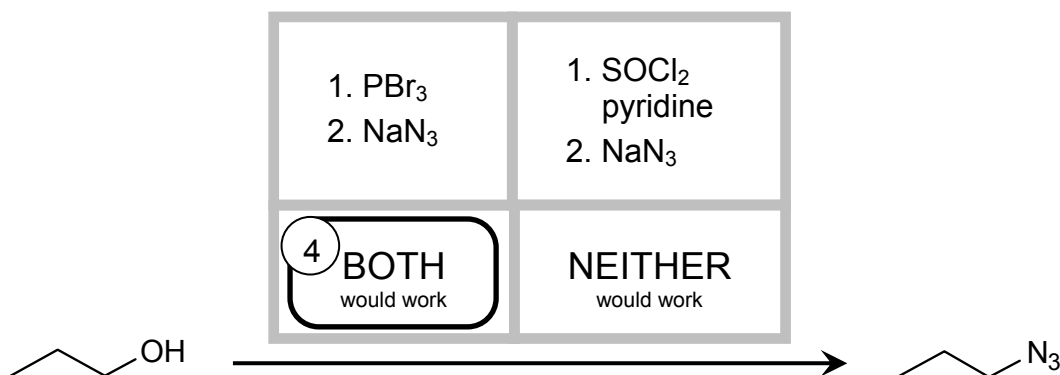 1. PBr₃
2. NaN₃
1. SOCl₂
pyridine
2. NaN₃
4
BOTH
would work
NEITHER
would work
OH
N₃